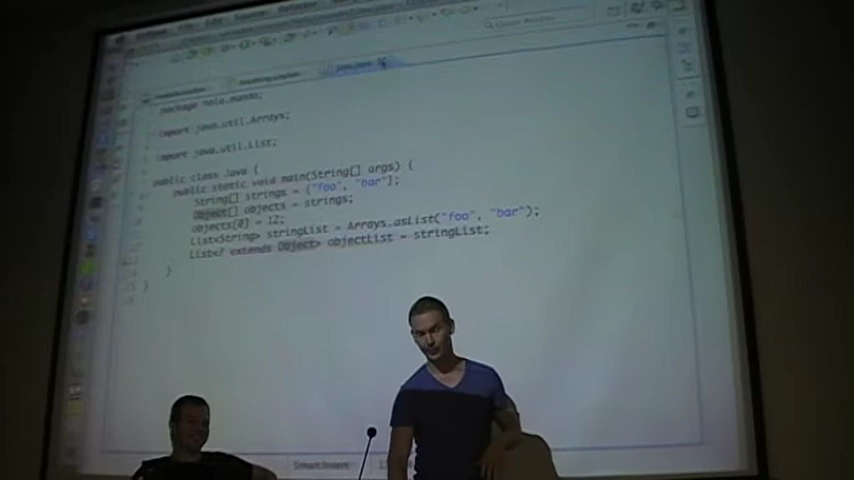 package hola.mundo;
import java.util.Arrays;
import java.util.List;
public class Java {
public static void main(String[] args) {
String[] strings = {"foo", "bar"};
Object[] objects = strings;
objects[0] = 12;
List<String> stringList = Arrays.asList("foo", "bar");
List<? extends Object> objectList = stringList;
}
}
Smart Insert